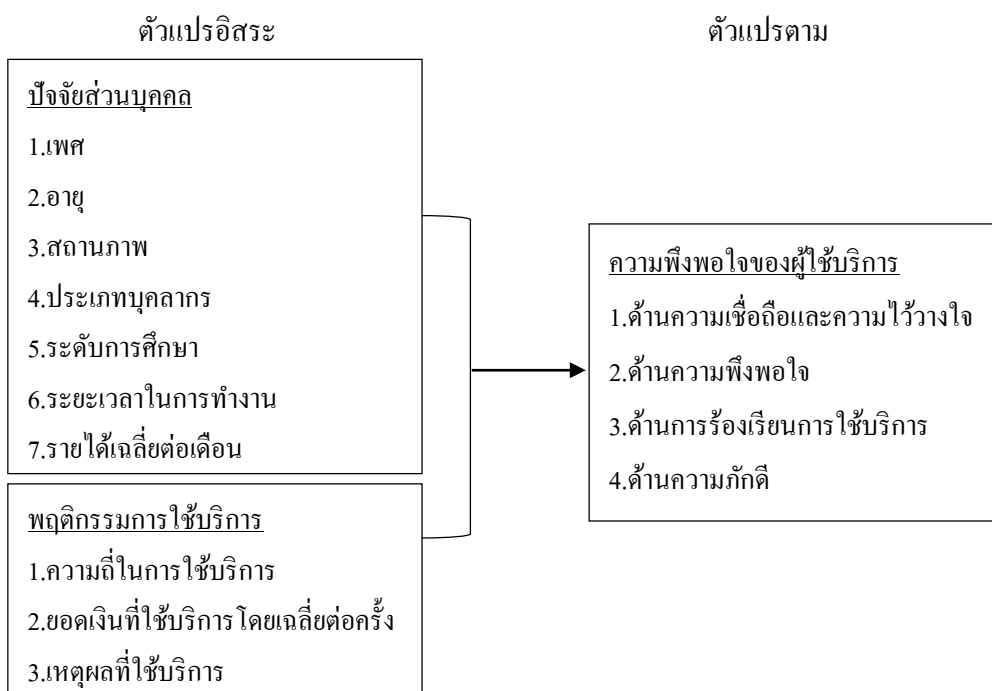 ตัวแปรอิสระ
ตัวแปรตาม
ปัจจัยส่วนบุคคล
1.เพศ
2.อายุ
3.สถานภาพ
4.ประเภทบุคลากร
5.ระดับการศึกษา
6.ระยะเวลาในการทำงาน
7.รายได้เฉลี่ยต่อเดือน
พฤติกรรมการใช้บริการ
1.ความถี่ในการใช้บริการ
2.ยอดเงินที่ใช้บริการโดยเฉลี่ยต่อครั้ง
3.เหตุผลที่ใช้บริการ
ความพึงพอใจของผู้ใช้บริการ
1.ด้านความเชื่อถือและความไว้วางใจ
2.ด้านความพึงพอใจ
3.ด้านการร้องเรียนการใช้บริการ
4.ด้านความภักดี